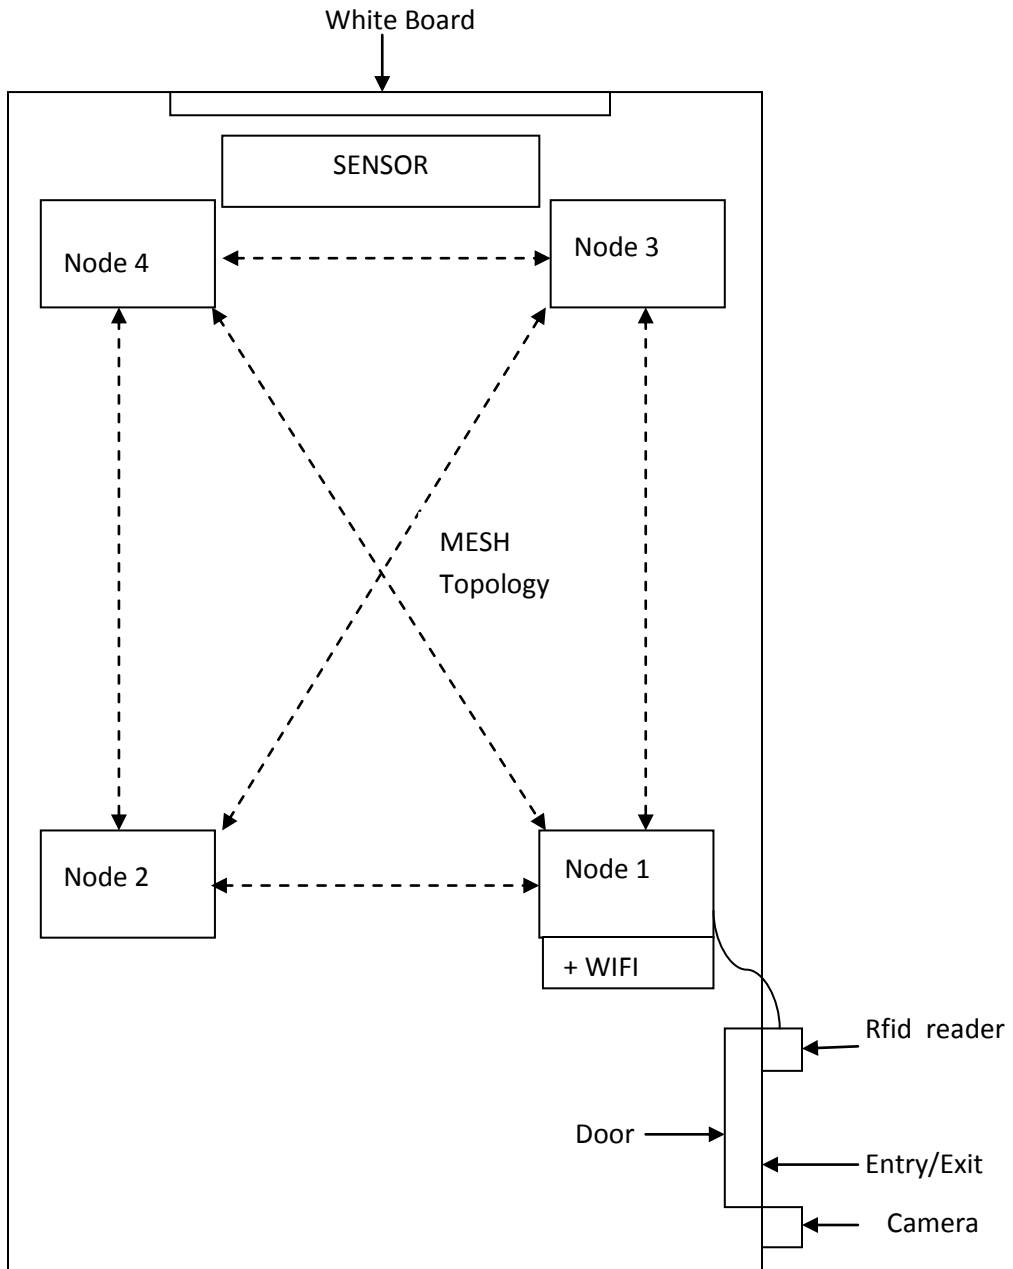 White Board
SENSOR
Node 4
Node 3
MESH
Topology
Node 2
Node 1
+ WIFI
Rfid reader
Door
Entry/Exit
Camera